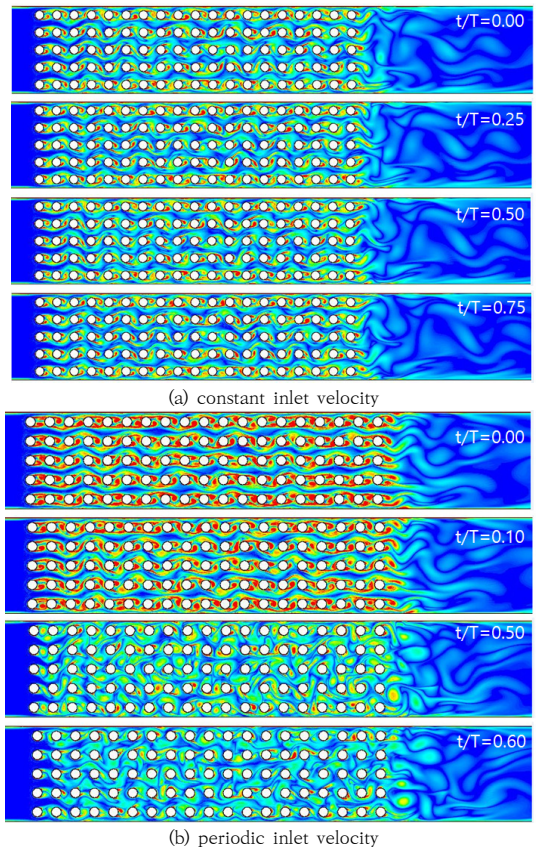 t/T=0.00
t/T=0.25
t/T=0.50
t/T=0.75
(a) constant inlet velocity
t/T=0.00
t/T=0.10
t/T=0.50
t/T=0.60
(b) periodic inlet velocity